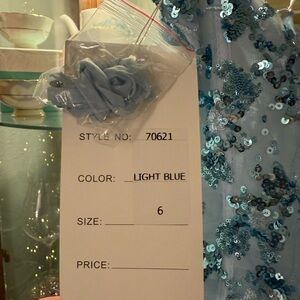 STYLE NO: 70621
COLOR: LIGHT BLUE
SIZE: 6
PRICE: